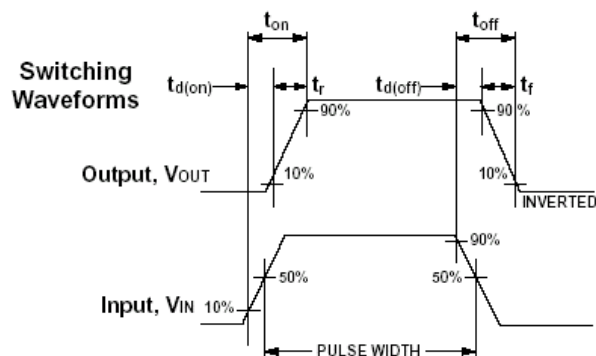 ton
toff
Switching
Waveforms
td(on)
tr
td(off)
tf
90%
90%
Output, VOUT
10%
10%
INVERTED
90%
50%
50%
Input, VIN
10%
PULSE WIDTH